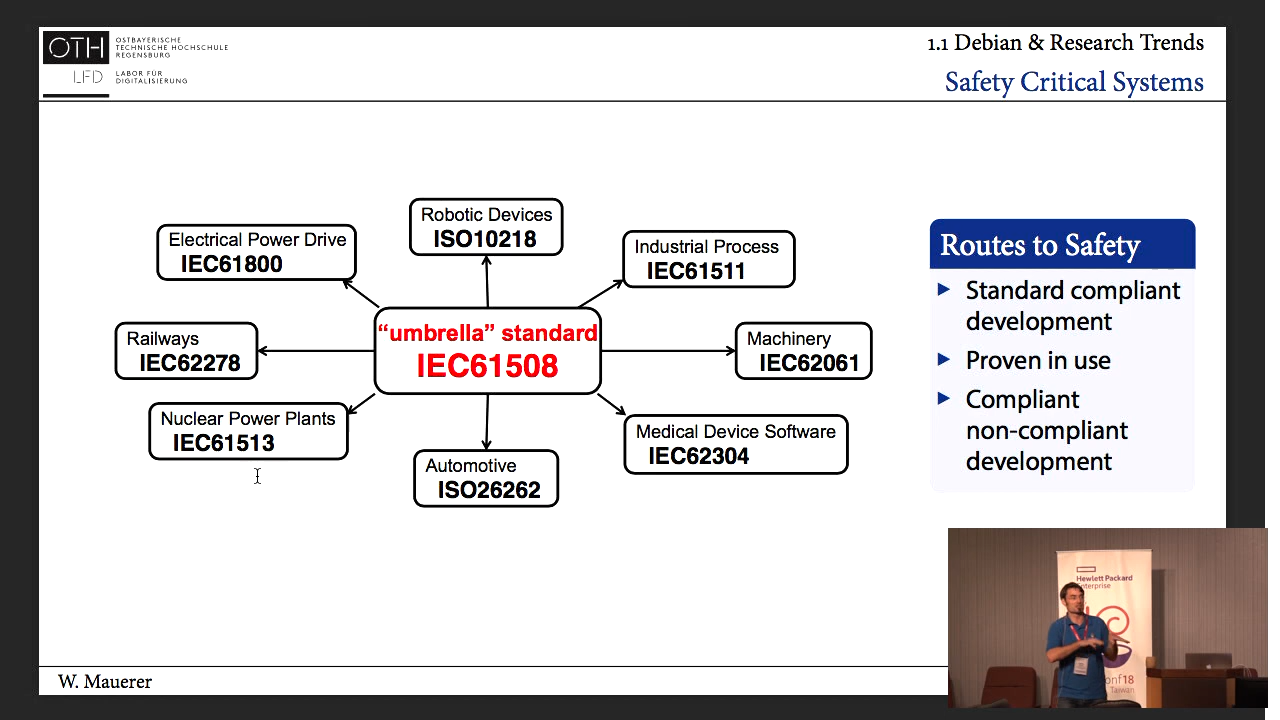 OTH
OSTBAYERISCHE
TECHNISCHE HOCHSCHULE
REGENSBURG
LFD
LABOR FÜR
DIGITALISIERUNG
1.1 Debian & Research Trends
Safety Critical Systems
Robotic Devices
ISO10218
Electrical Power Drive
IEC61800
Industrial Process
IEC61511
"umbrella" standard
IEC61508
Railways
IEC62278
Machinery
IEC62061
Nuclear Power Plants
IEC61513
Medical Device Software
IEC62304
Automotive
ISO26262
Routes to Safety
Standard compliant
development
Proven in use
Compliant
non-compliant
development
W. Mauerer
Hewlett Packard
Enterprise
onf18
Taiwan